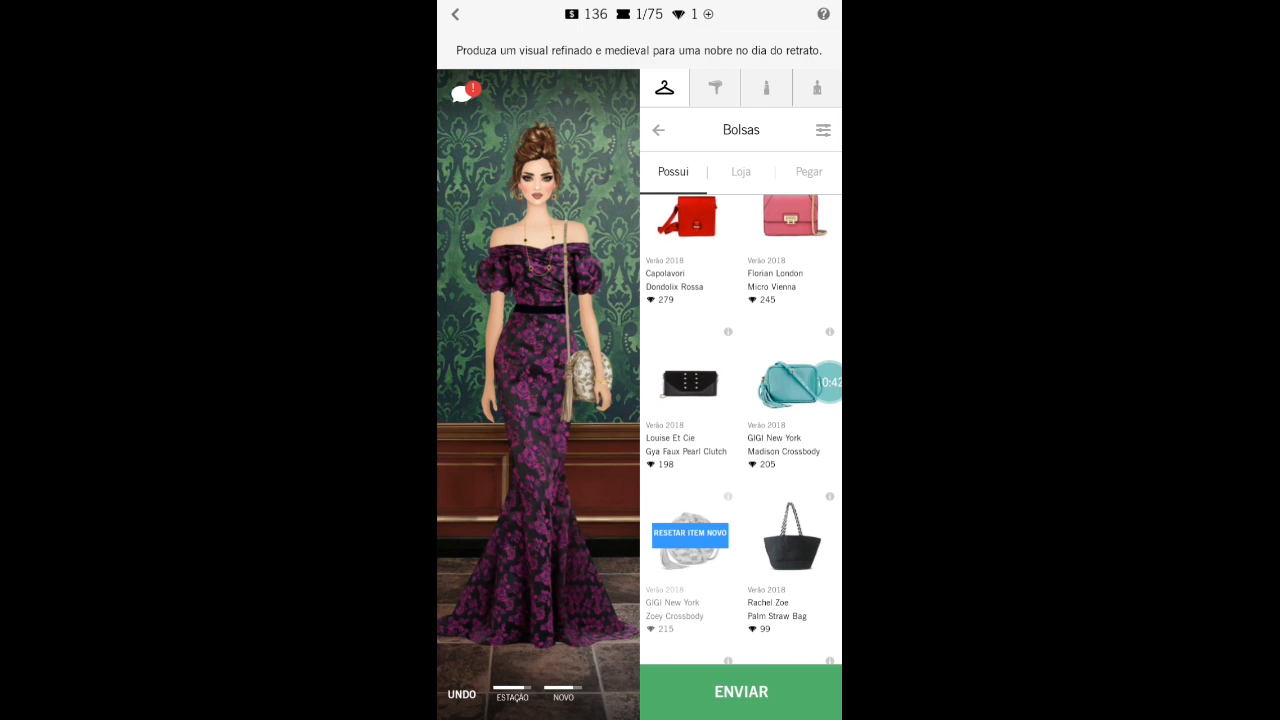 $ 136 1/75 1
?
Produza um visual refinado e medieval para uma nobre no dia do retrato.
!
Bolsas
Possui Loja Pegar
Verão 2018
Capolavori
Dondolix Rossa
279
Verão 2018
Florian London
Micro Vienna
245
Verão 2018
Louise Et Cie
Gya Faux Pearl Clutch
198
0:42
Verão 2018
GIGI New York
Madison Crossbody
205
RESETAR ITEM NOVO
Verão 2018
GIGI New York
Zoey Crossbody
215
Verão 2018
Rachel Zoe
Palm Straw Bag
99
UNDO ESTAÇÃO NOVO
ENVIAR